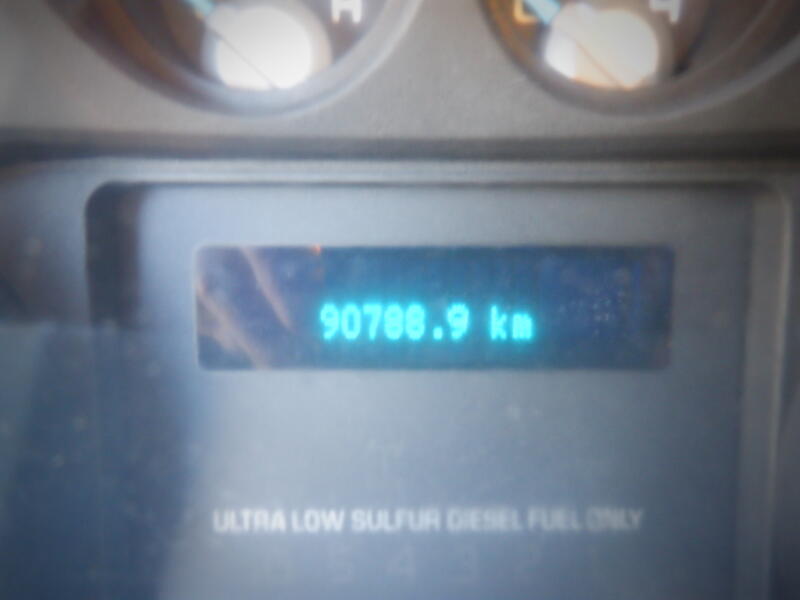 H
90788.9 km
ULTRA LOW SULFUR DIESEL FUEL ONLY